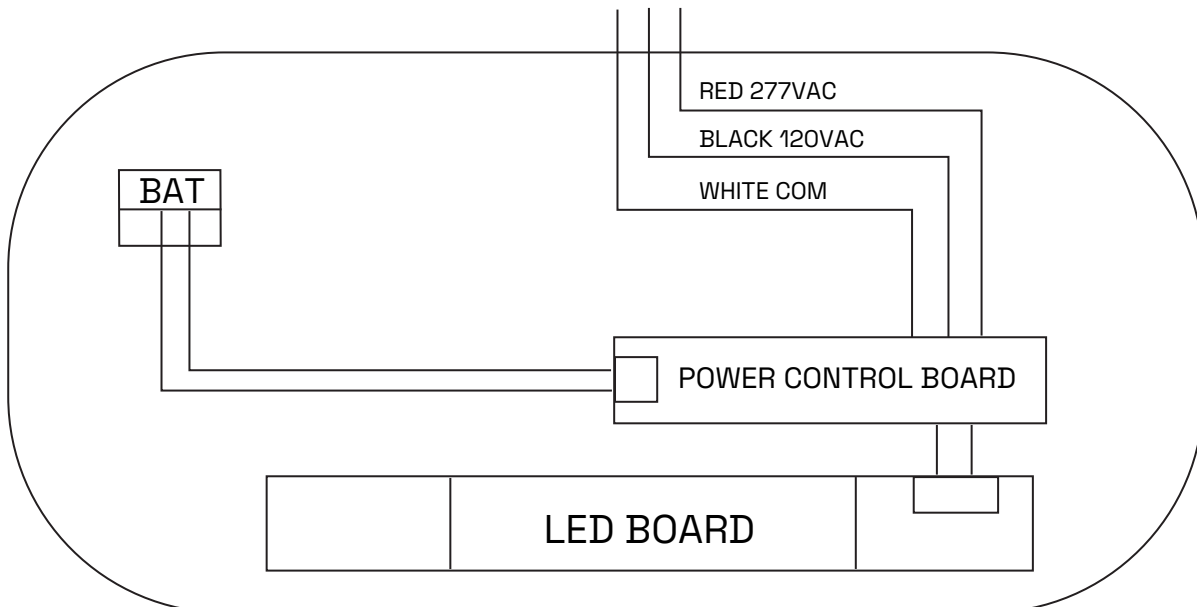 RED 277VAC
BLACK 120VAC
WHITE COM
BAT
POWER CONTROL BOARD
LED BOARD